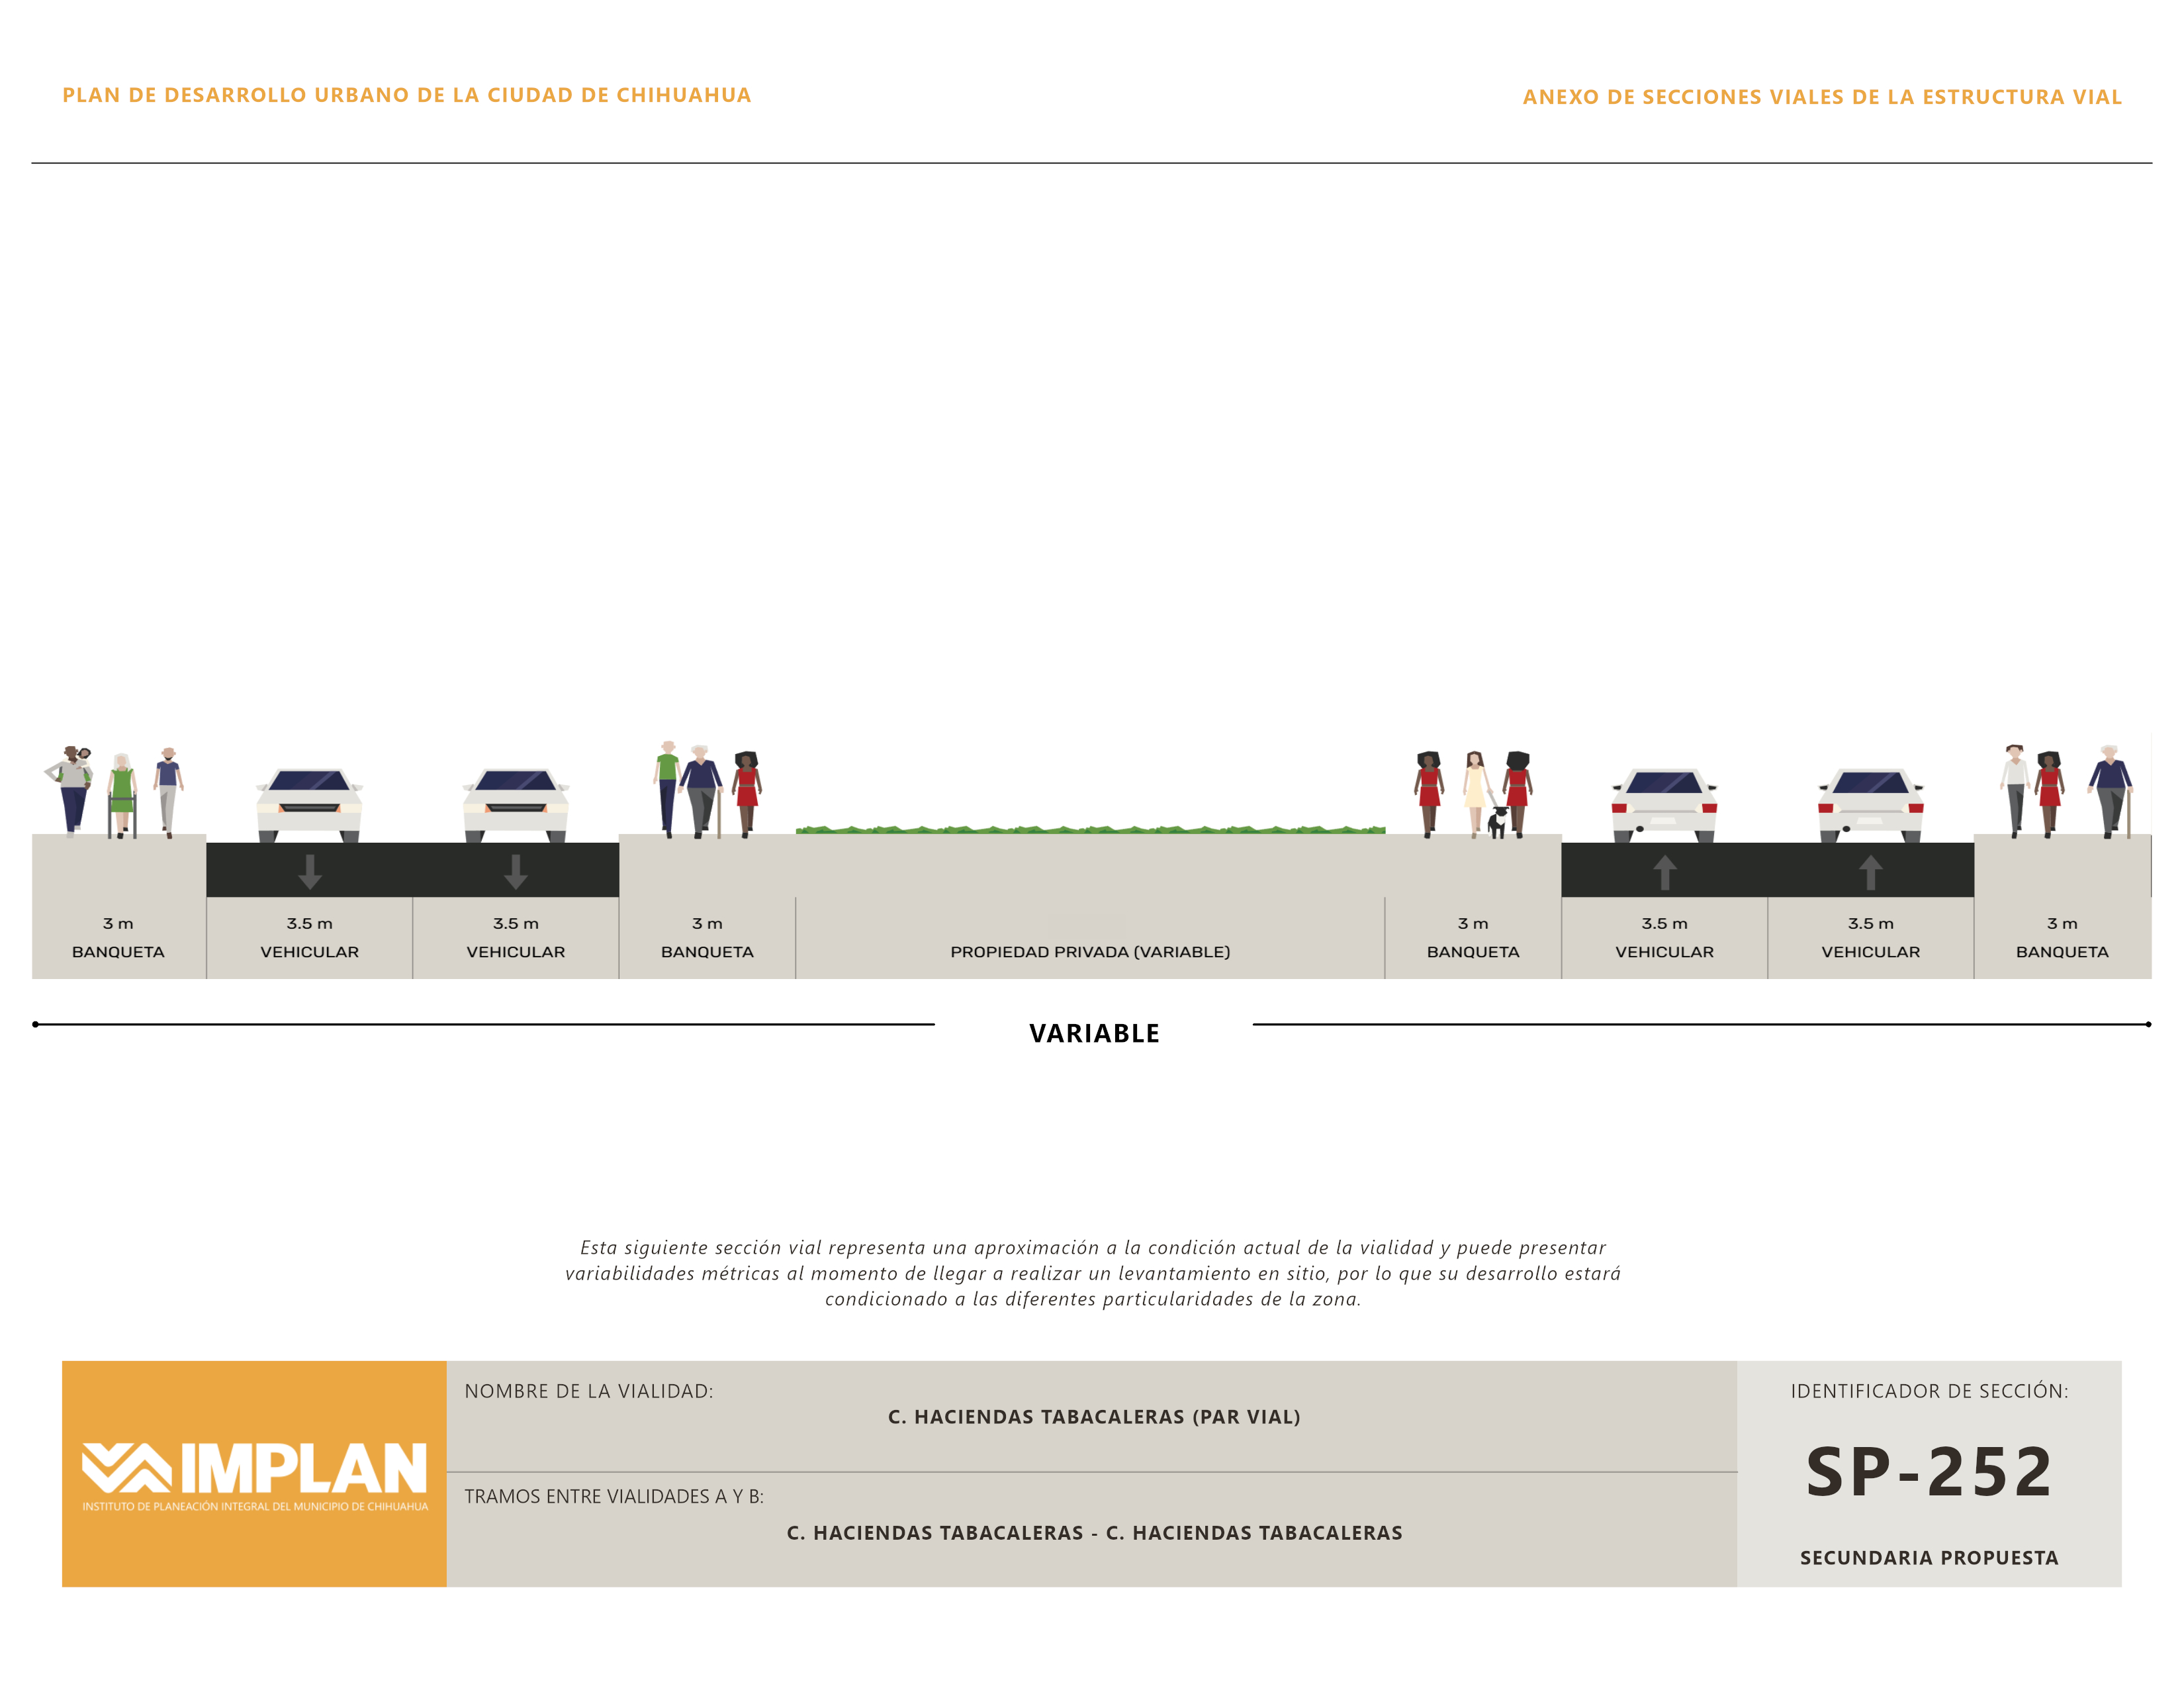 PLAN DE DESARROLLO URBANO DE LA CIUDAD DE CHIHUAHUA
ANEXO DE SECCIONES VIALES DE LA ESTRUCTURA VIAL
3 m
BANQUETA
3.5 m
VEHICULAR
3.5 m
VEHICULAR
3 m
BANQUETA
PROPIEDAD PRIVADA (VARIABLE)
3 m
BANQUETA
3.5 m
VEHICULAR
3.5 m
VEHICULAR
3 m
BANQUETA
VARIABLE
Esta siguiente sección vial representa una aproximación a la condición actual de la vialidad y puede presentar
variabilidades métricas al momento de llegar a realizar un levantamiento en sitio, por lo que su desarrollo estará
condicionado a las diferentes particularidades de la zona.
IMPLAN
INSTITUTO DE PLANEACIÓN INTEGRAL DEL MUNICIPIO DE CHIHUAHUA
NOMBRE DE LA VIALIDAD:
C. HACIENDAS TABACALERAS (PAR VIAL)
TRAMOS ENTRE VIALIDADES A Y B:
C. HACIENDAS TABACALERAS - C. HACIENDAS TABACALERAS
IDENTIFICADOR DE SECCIÓN:
SP-252
SECUNDARIA PROPUESTA